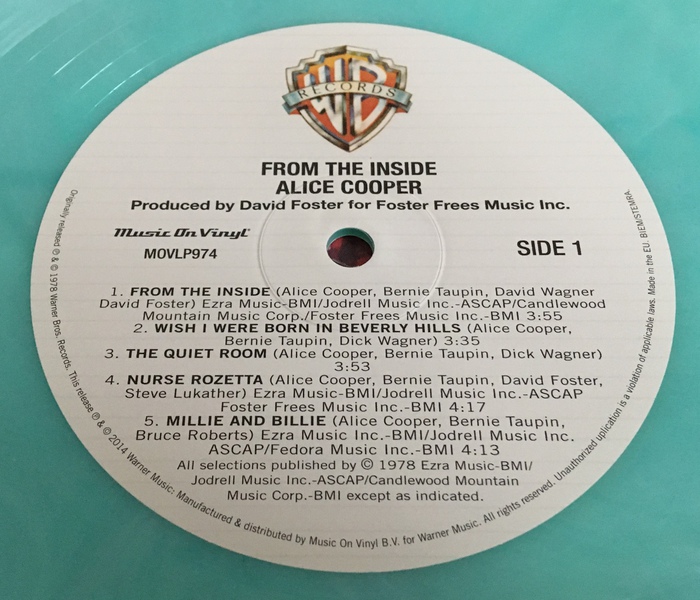 WB
RECORDS
FROM THE INSIDE
ALICE COOPER
Produced by David Foster for Foster Frees Music Inc.
Music On Vinyl
MOVLP974
SIDE 1
1. FROM THE INSIDE (Alice Cooper, Bernie Taupin, David Wagner
David Foster) Ezra Music-BMI/Jodrell Music Inc.-ASCAP/Candlewood
Mountain Music Corp./Foster Frees Music Inc.-BMI 3:55
2. WISH I WERE BORN IN BEVERLY HILLS (Alice Cooper,
Bernie Taupin, Dick Wagner) 3:35
3. THE QUIET ROOM (Alice Cooper, Bernie Taupin, Dick Wagner)
3:53
4. NURSE ROZETTA (Alice Cooper, Bernie Taupin, David Foster,
Steve Lukather) Ezra Music-BMI/Jodrell Music Inc.-ASCAP
Foster Frees Music Inc.-BMI 4:17
5. MILLIE AND BILLIE (Alice Cooper, Bernie Taupin,
Bruce Roberts) Ezra Music Inc.-BMI/Jodrell Music Inc.
ASCAP/Fedora Music Inc.-BMI 4:13
All selections published by © 1978 Ezra Music-BMI/
Jodrell Music Inc.-ASCAP/Candlewood Mountain
Music Corp.-BMI except as indicated.
Originally released ℗ & © 1978 Warner Bros. Records. This release ℗ & © 2014 Warner Music. Manufactured & distributed by Music On Vinyl B.V. for Warner Music. All rights reserved. Unauthorized uplication is a violation of applicable laws. Made in the EU. BIEM/STEMRA.